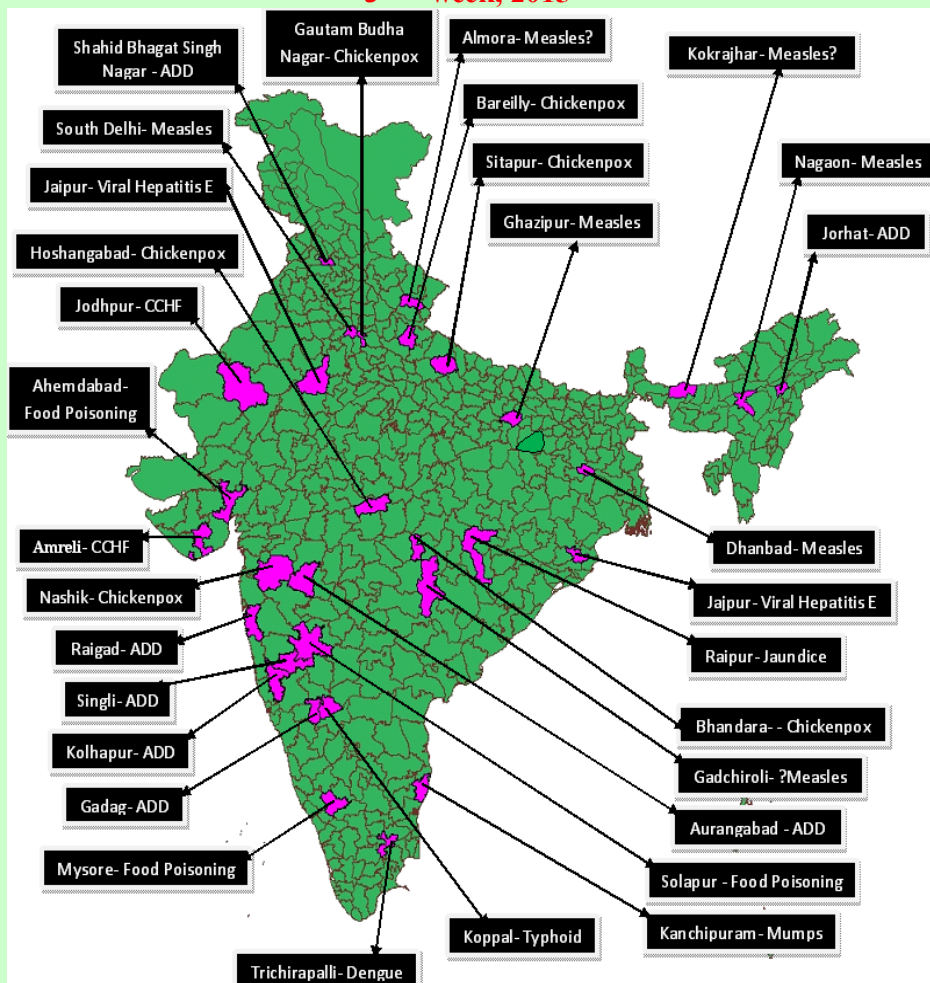 week, 2015
Gautam Budha
Nagar- Chickenpox
Almora- Measles?
Shahid Bhagat Singh
Nagar - ADD
Kokrajhar- Measles?
Bareilly- Chickenpox
South Delhi- Measles
Sitapur- Chickenpox
Nagaon- Measles
Jaipur- Viral Hepatitis E
Ghazipur- Measles
Jorhat- ADD
Hoshangabad- Chickenpox
Jodhpur- CCHF
Ahemdabad-
Food Poisoning
Amreli- CCHF
Dhanbad- Measles
Nashik- Chickenpox
Jajpur- Viral Hepatitis E
Raigad- ADD
Raipur- Jaundice
Singli- ADD
Bhandara- - Chickenpox
Kolhapur- ADD
Gadchiroli- ?Measles
Gadag- ADD
Aurangabad - ADD
Mysore- Food Poisoning
Solapur - Food Poisoning
Koppal- Typhoid
Kanchipuram- Mumps
Trichirapalli- Dengue